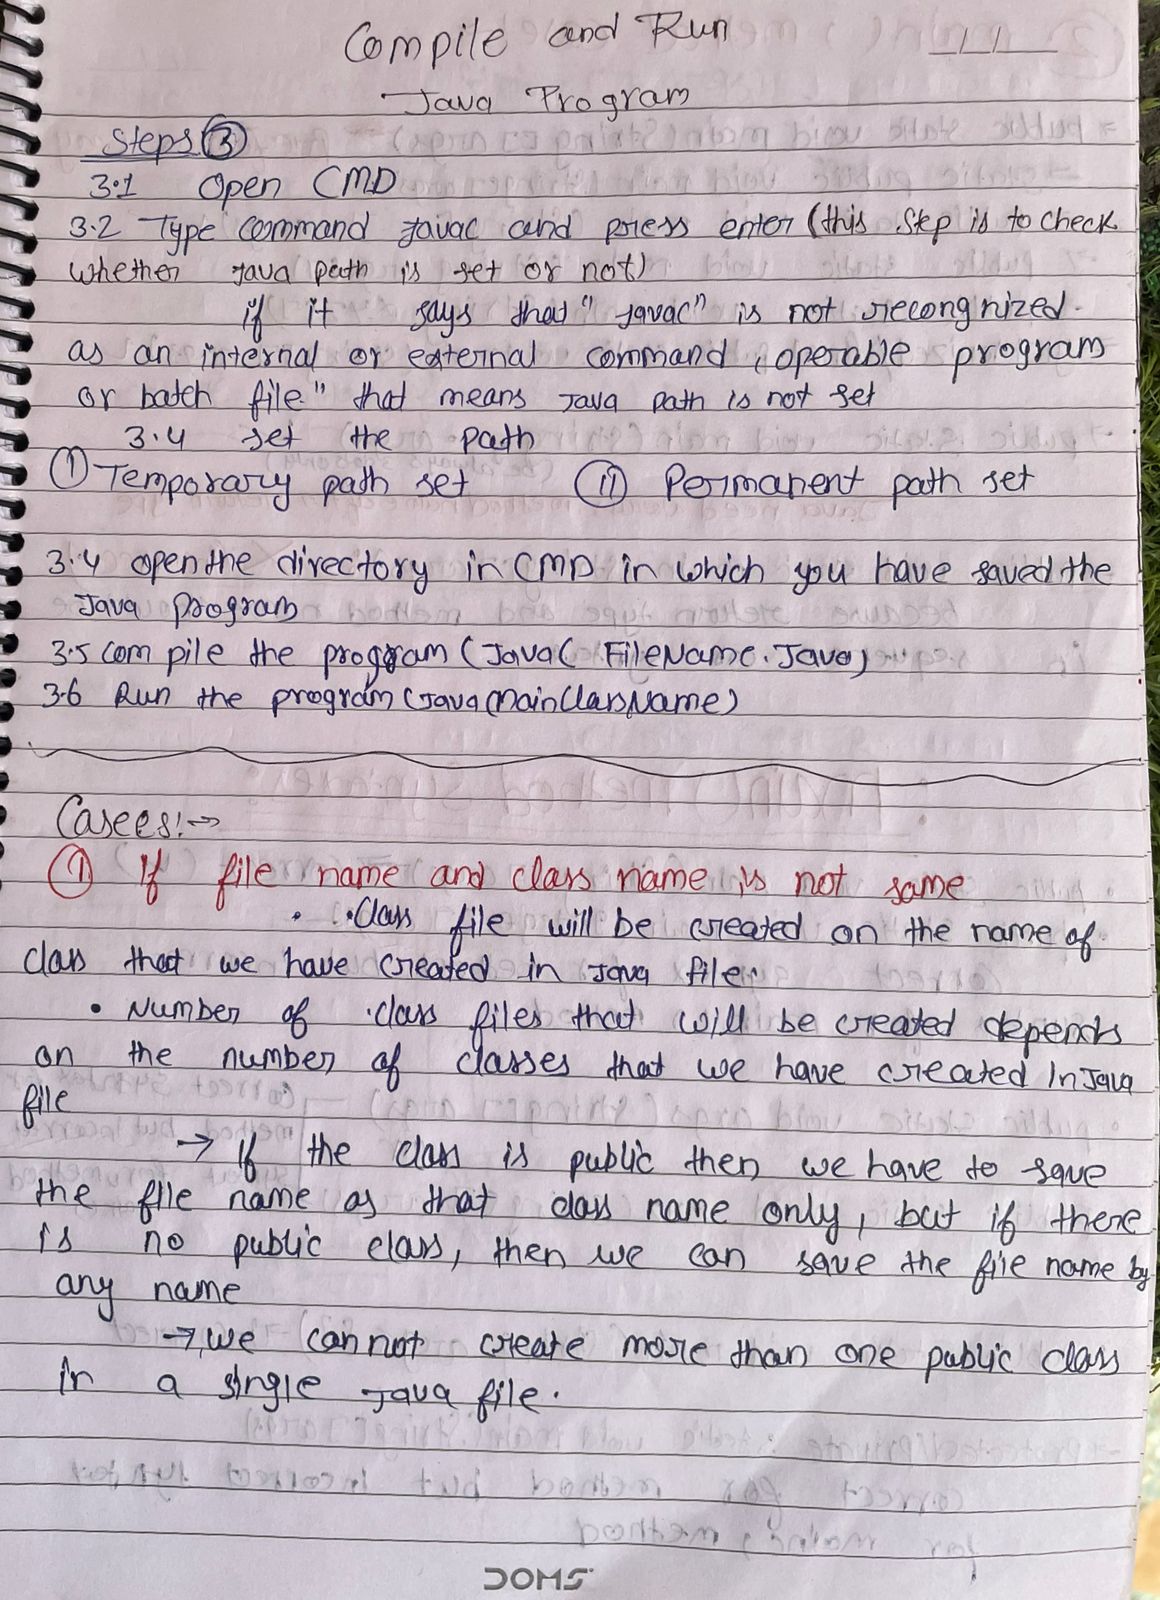 Compile and Run
__/__/____
Java Program
Steps ③
3.1 Open CMD
3.2 Type command javac and press enter (this step is to check
whether java path is set or not)
if it says that "javac" is not recongnized
as an internal or external command, operable program
or batch file" that means Java path is not set
3.4 set the path
① Temporary path set ⑪ Permanent path set
3.4 open the directory in CMD in which you have saved the
Java program
3.5 compile the program (Javac FileName.Java)
3.6 Run the program (Java MainClassName)
Casees:→
① If file name and class name is not same
• .Class file will be created on the name of
class that we have created in Java file.
• Number of .class files that will be created depends
on the number of classes that we have created In Java
file
→ If the class is public then we have to save
the file name as that class name only, but if there
is no public class, then we can save the file name by
any name
→ we cannot create more than one public class
in a single Java file.
DOMS